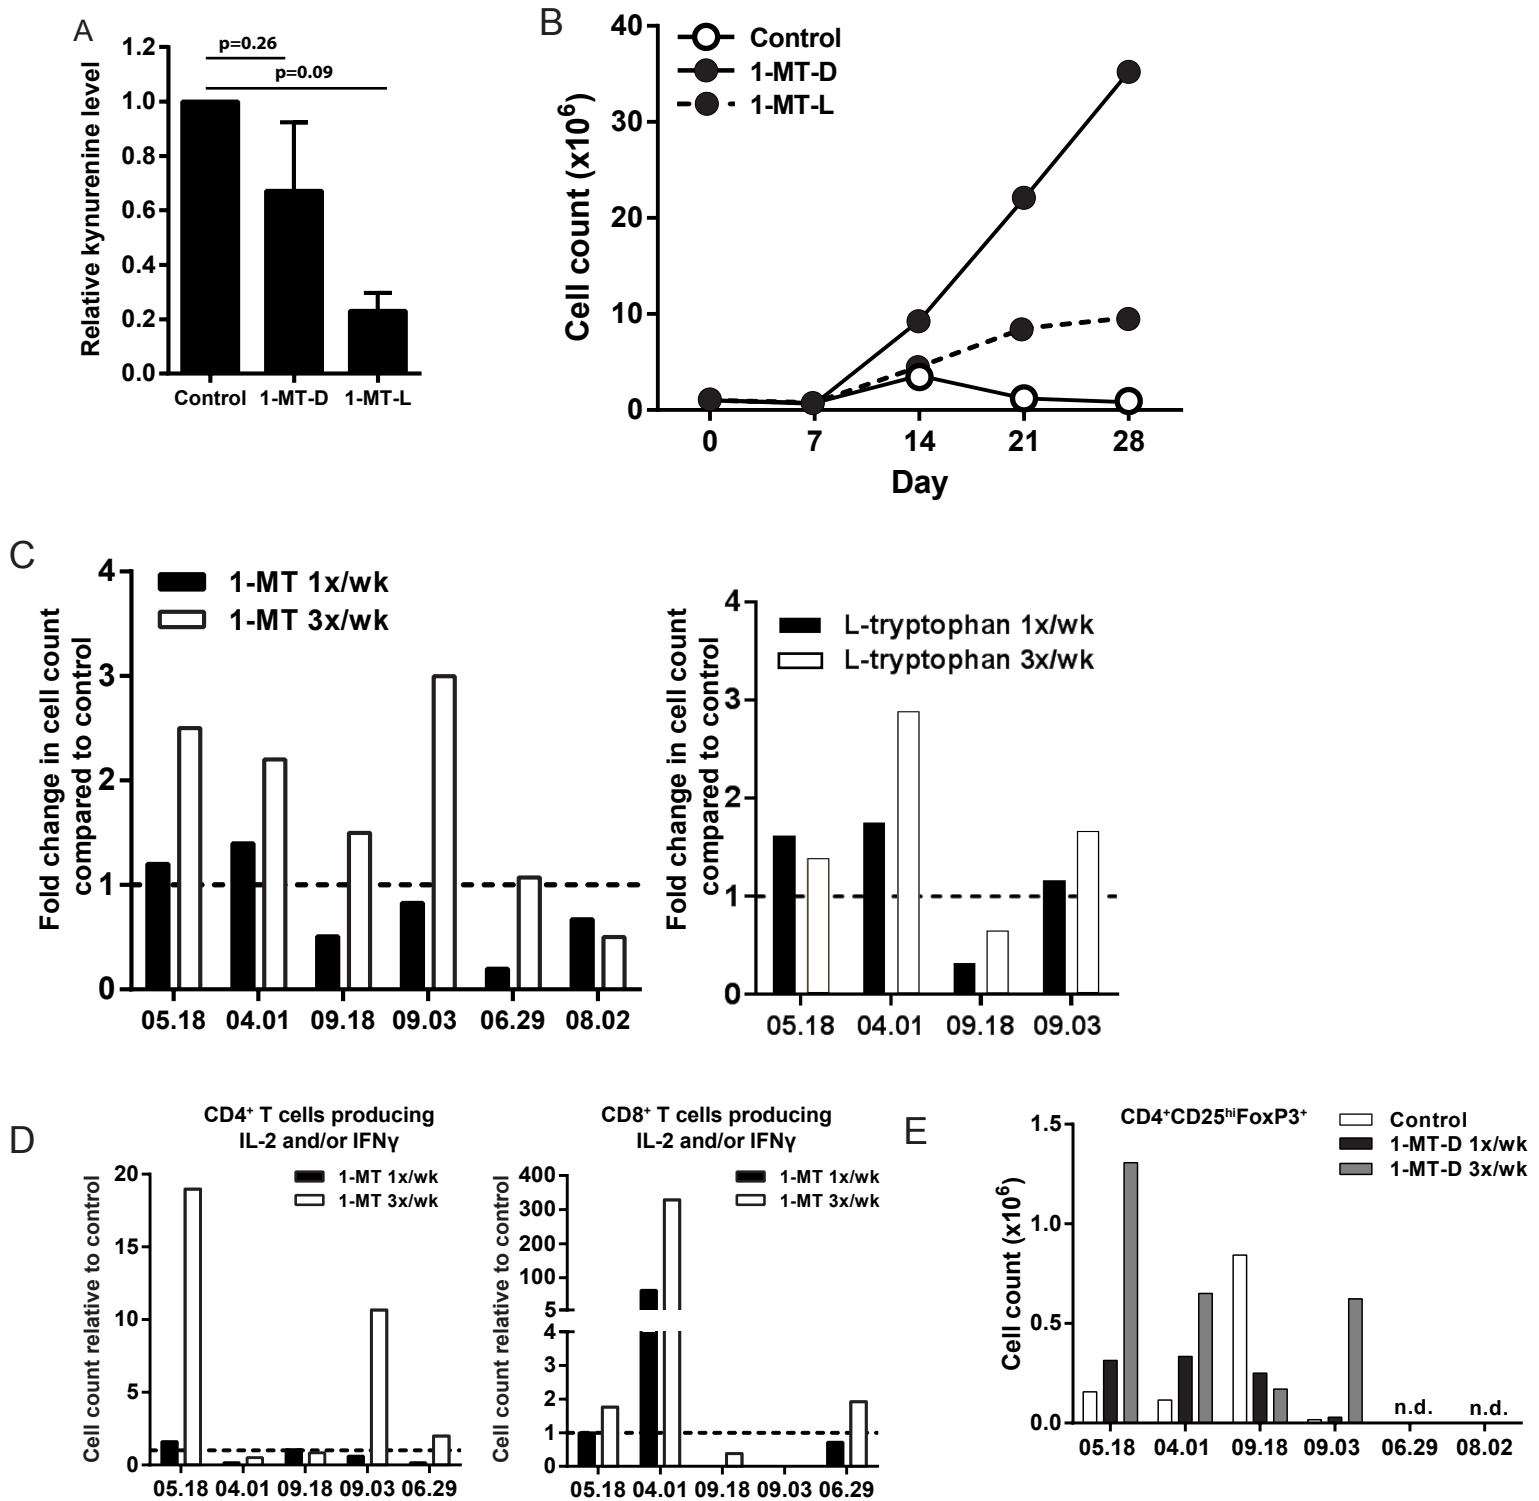 A
Relative kynurenine level
1.2
1.0
0.8
0.6
0.4
0.2
0.0
p=0.26
p=0.09
Control 1-MT-D 1-MT-L
B
Cell count (x10⁶)
40
30
20
10
0
Control
1-MT-D
1-MT-L
0 7 14 21 28
Day
C
Fold change in cell count
compared to control
4
3
2
1
0
1-MT 1x/wk
1-MT 3x/wk
05.18 04.01 09.18 09.03 06.29 08.02
Fold change in cell count
compared to control
4
3
2
1
0
L-tryptophan 1x/wk
L-tryptophan 3x/wk
05.18 04.01 09.18 09.03
D
CD4⁺ T cells producing
IL-2 and/or IFNγ
Cell count relative to control
20
15
10
5
0
1-MT 1x/wk
1-MT 3x/wk
05.18 04.01 09.18 09.03 06.29
CD8⁺ T cells producing
IL-2 and/or IFNγ
Cell count relative to control
400
300
200
100
5
4
3
2
1
0
1-MT 1x/wk
1-MT 3x/wk
05.18 04.01 09.18 09.03 06.29
E
CD4⁺CD25ʰⁱFoxP3⁺
Cell count (x10⁶)
1.5
1.0
0.5
0.0
Control
1-MT-D 1x/wk
1-MT-D 3x/wk
n.d. n.d.
05.18 04.01 09.18 09.03 06.29 08.02